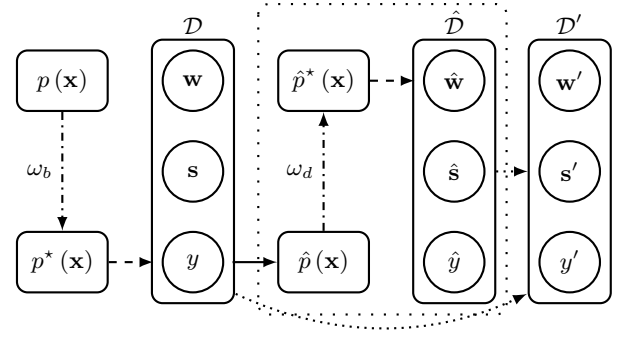 𝒟 𝒟̂ 𝒟′
p (x) w p̂⋆ (x) ŵ w′
ω_b s ω_d ŝ s′
p⋆ (x) y p̂ (x) ŷ y′